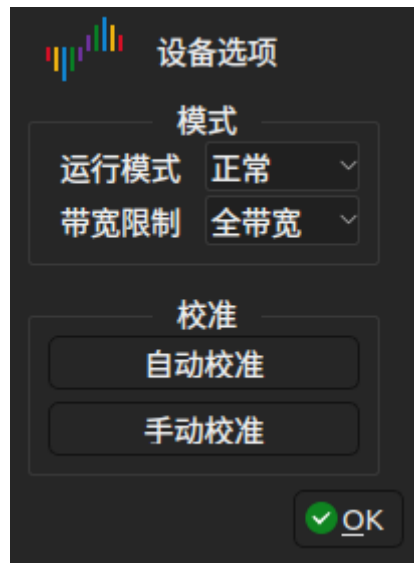 设备选项
模式
运行模式 正常
带宽限制 全带宽
校准
自动校准
手动校准
OK